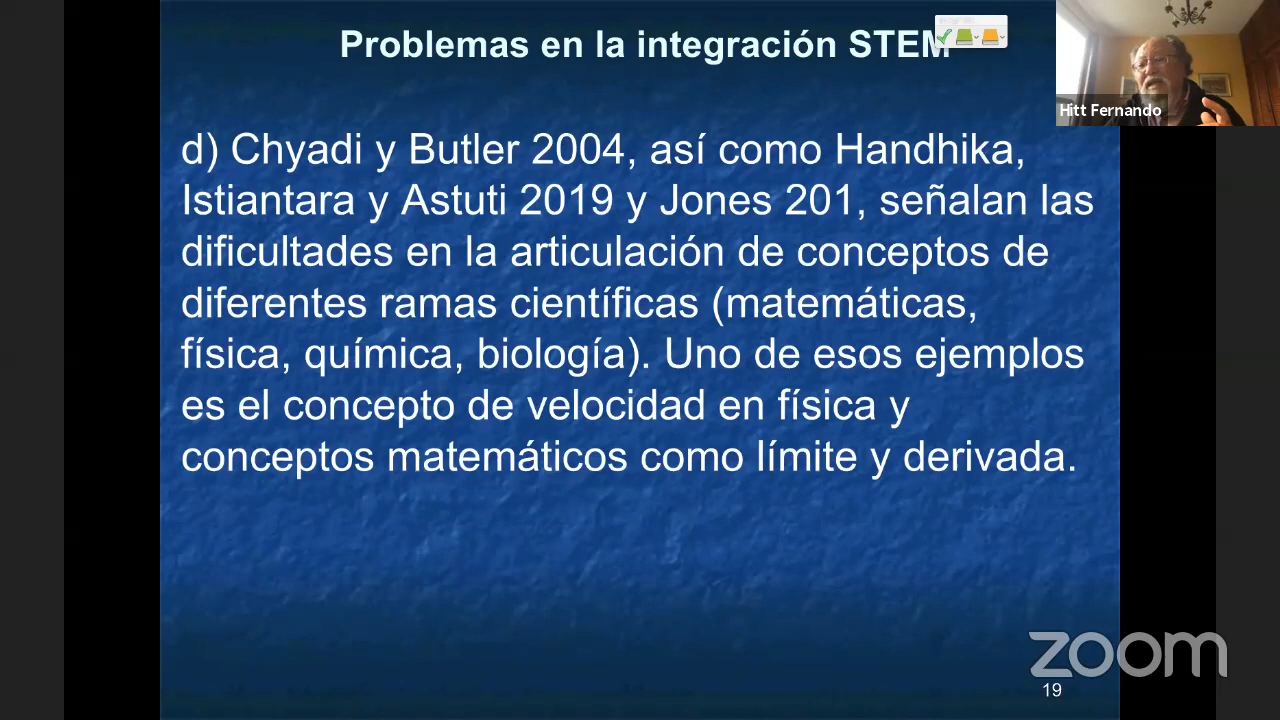 Problemas en la integración STEM
Hitt Fernando
d) Chyadi y Butler 2004, así como Handhika,
Istiantara y Astuti 2019 y Jones 201, señalan las
dificultades en la articulación de conceptos de
diferentes ramas científicas (matemáticas,
física, química, biología). Uno de esos ejemplos
es el concepto de velocidad en física y
conceptos matemáticos como límite y derivada.
zoom
19